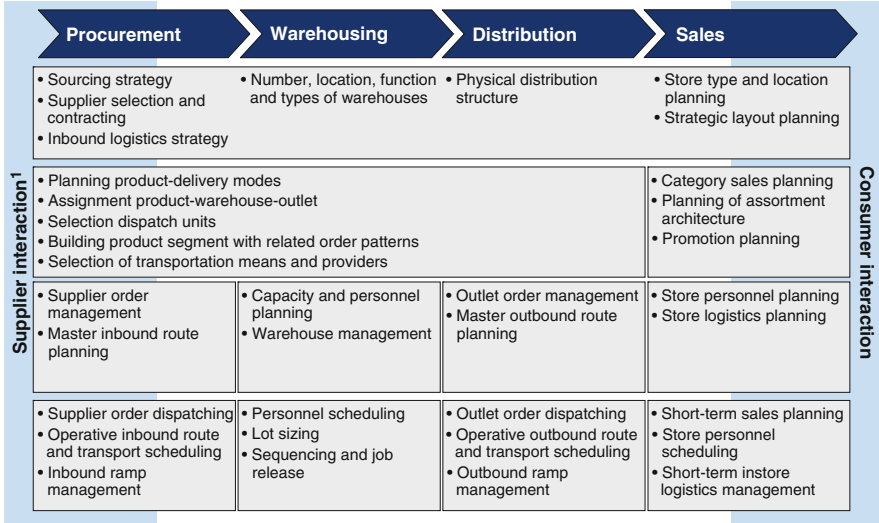 Procurement
Warehousing
Distribution
Sales
• Sourcing strategy
• Supplier selection and
contracting
• Inbound logistics strategy
• Number, location, function
and types of warehouses
• Physical distribution
structure
• Store type and location
planning
• Strategic layout planning
• Planning product-delivery modes
• Assignment product-warehouse-outlet
• Selection dispatch units
• Building product segment with related order patterns
• Selection of transportation means and providers
• Category sales planning
• Planning of assortment
architecture
• Promotion planning
• Supplier order
management
• Master inbound route
planning
• Capacity and personnel
planning
• Warehouse management
• Outlet order management
• Master outbound route
planning
• Store personnel planning
• Store logistics planning
• Supplier order dispatching
• Operative inbound route
and transport scheduling
• Inbound ramp
management
• Personnel scheduling
• Lot sizing
• Sequencing and job
release
• Outlet order dispatching
• Operative outbound route
and transport scheduling
• Outbound ramp
management
• Short-term sales planning
• Store personnel
scheduling
• Short-term instore
logistics management
Supplier interaction¹
Consumer interaction